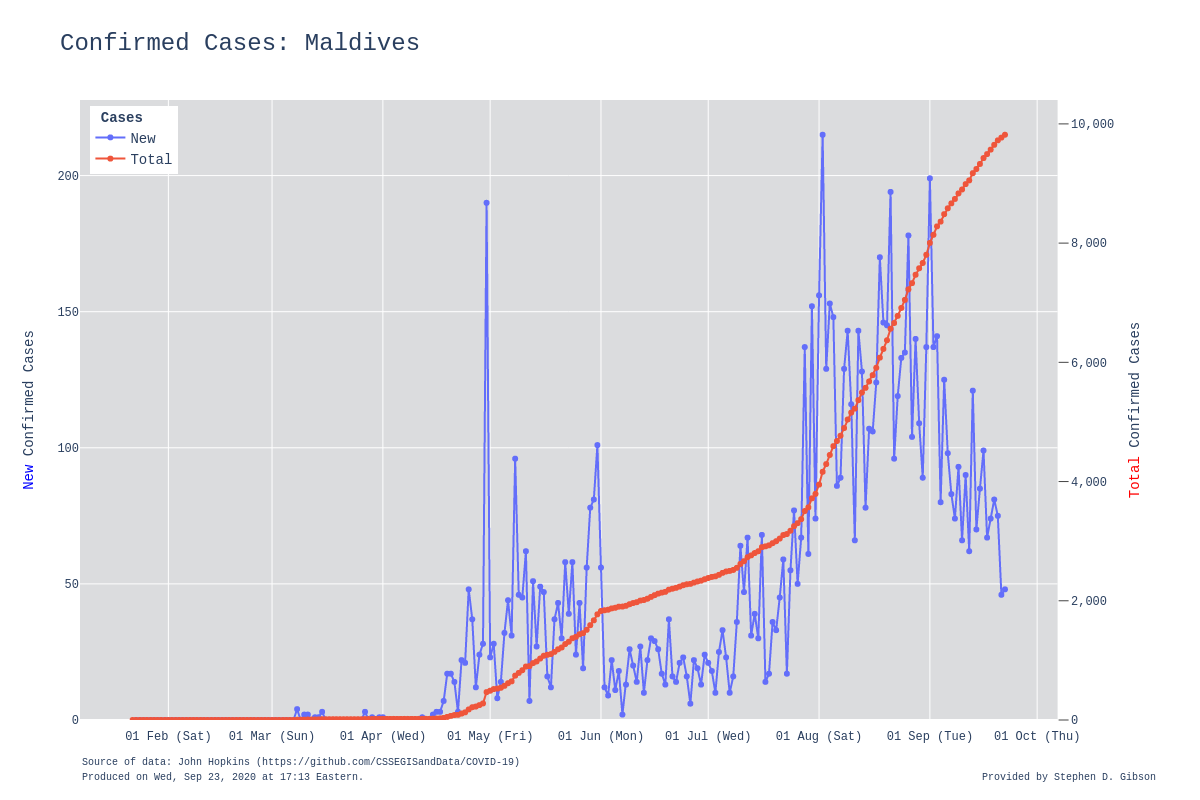 Confirmed Cases: Maldives
Cases
New
Total
200
150
100
50
0
10,000
8,000
6,000
4,000
2,000
0
New Confirmed Cases
Total Confirmed Cases
01 Feb (Sat) 01 Mar (Sun) 01 Apr (Wed) 01 May (Fri) 01 Jun (Mon) 01 Jul (Wed) 01 Aug (Sat) 01 Sep (Tue) 01 Oct (Thu)
Source of data: John Hopkins (https://github.com/CSSEGISandData/COVID-19)
Produced on Wed, Sep 23, 2020 at 17:13 Eastern.
Provided by Stephen D. Gibson